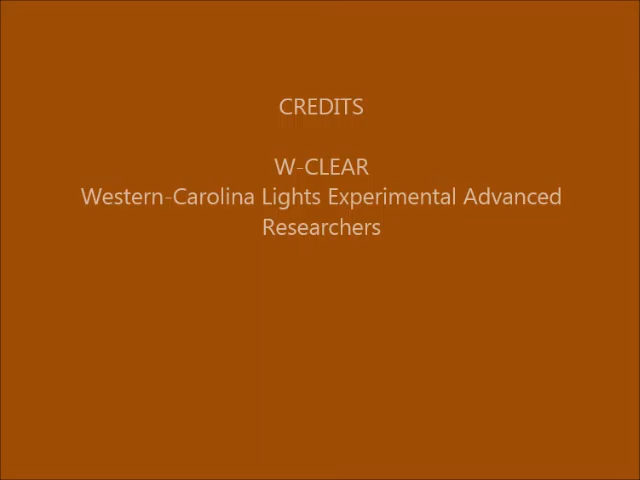 CREDITS
W-CLEAR
Western-Carolina Lights Experimental Advanced
Researchers